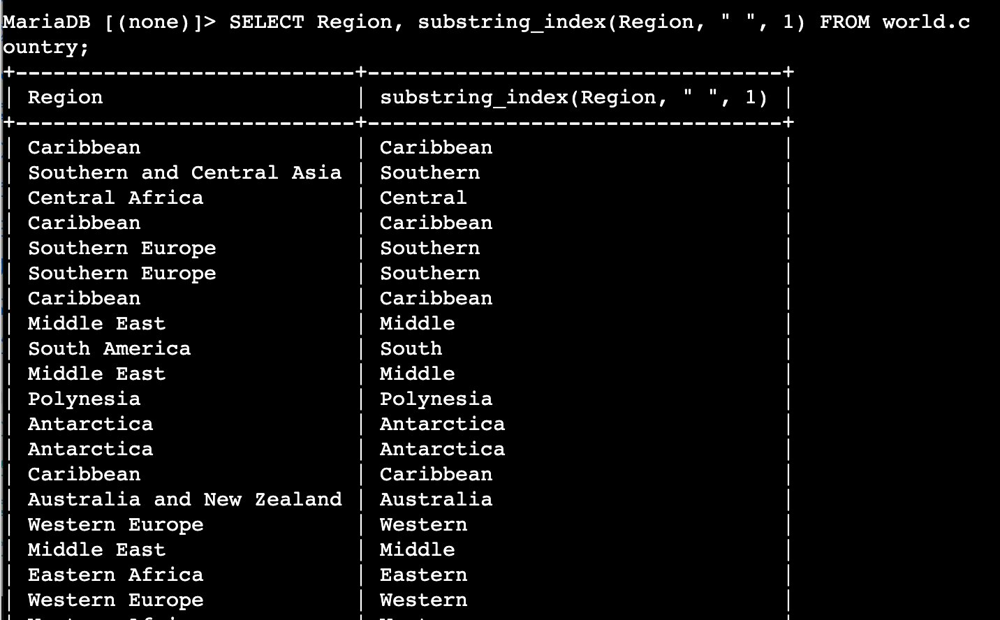 MariaDB [(none)]> SELECT Region, substring_index(Region, " ", 1) FROM world.c
ountry;
+---------------------------+---------------------------------+
| Region                    | substring_index(Region, " ", 1) |
+---------------------------+---------------------------------+
| Caribbean                 | Caribbean                       |
| Southern and Central Asia | Southern                        |
| Central Africa            | Central                         |
| Caribbean                 | Caribbean                       |
| Southern Europe           | Southern                        |
| Southern Europe           | Southern                        |
| Caribbean                 | Caribbean                       |
| Middle East               | Middle                          |
| South America             | South                           |
| Middle East               | Middle                          |
| Polynesia                 | Polynesia                       |
| Antarctica                | Antarctica                      |
| Antarctica                | Antarctica                      |
| Caribbean                 | Caribbean                       |
| Australia and New Zealand | Australia                       |
| Western Europe            | Western                         |
| Middle East               | Middle                          |
| Eastern Africa            | Eastern                         |
| Western Europe            | Western                         |